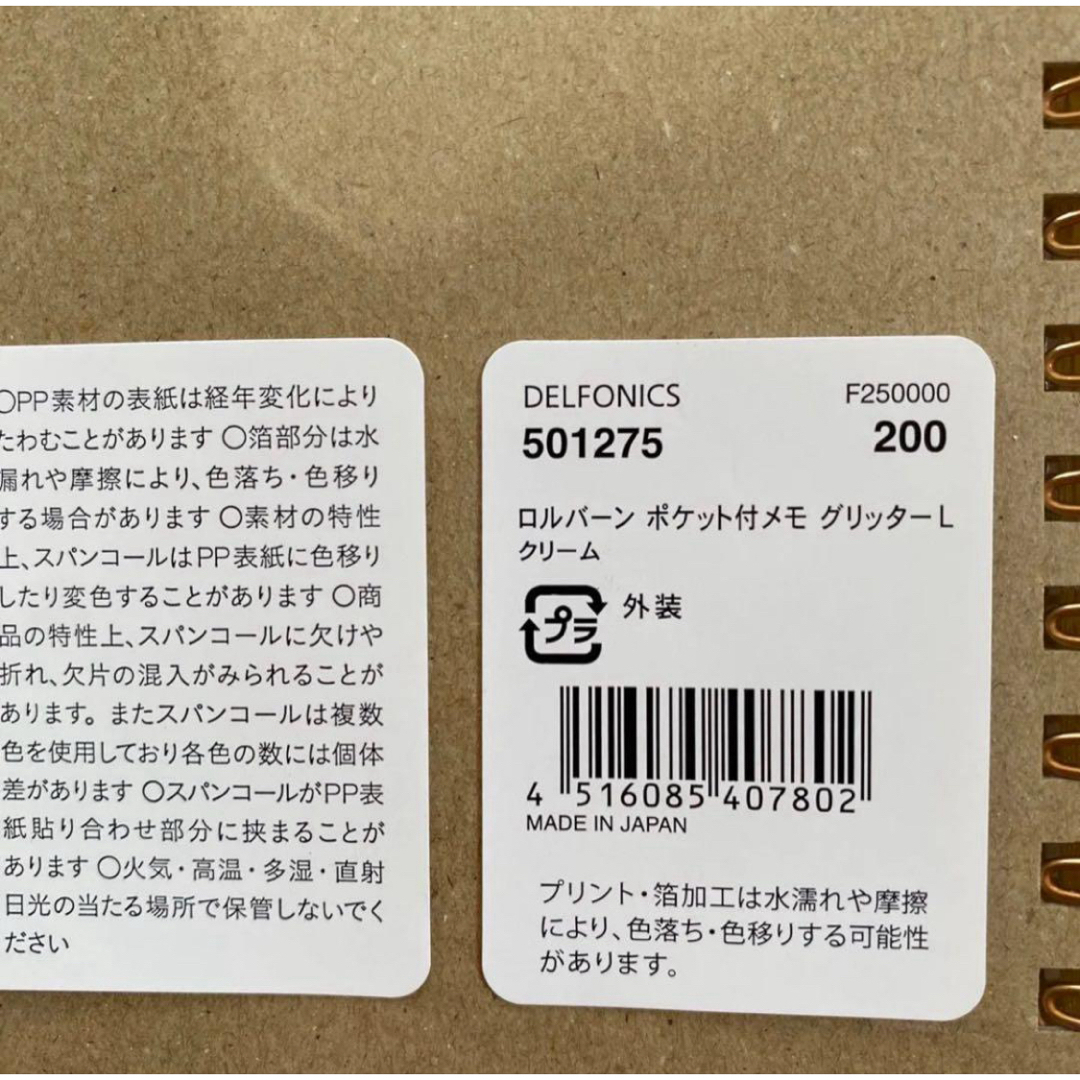 〇PP素材の表紙は経年変化により
たわむことがあります 〇箔部分は水
漏れや摩擦により、色落ち・色移り
する場合があります 〇素材の特性
上、スパンコールはPP表紙に色移り
したり変色することがあります 〇商
品の特性上、スパンコールに欠けや
折れ、欠片の混入がみられることが
あります。またスパンコールは複数
色を使用しており各色の数には個体
差があります 〇スパンコールがPP表
紙貼り合わせ部分に挟まることが
あります 〇火気・高温・多湿・直射
日光の当たる場所で保管しないでく
ださい
DELFONICS F250000
501275 200
ロルバーン ポケット付メモ グリッターL
クリーム
プラ 外装
4 516085 407802
MADE IN JAPAN
プリント・箔加工は水濡れや摩擦
により、色落ち・色移りする可能性
があります。